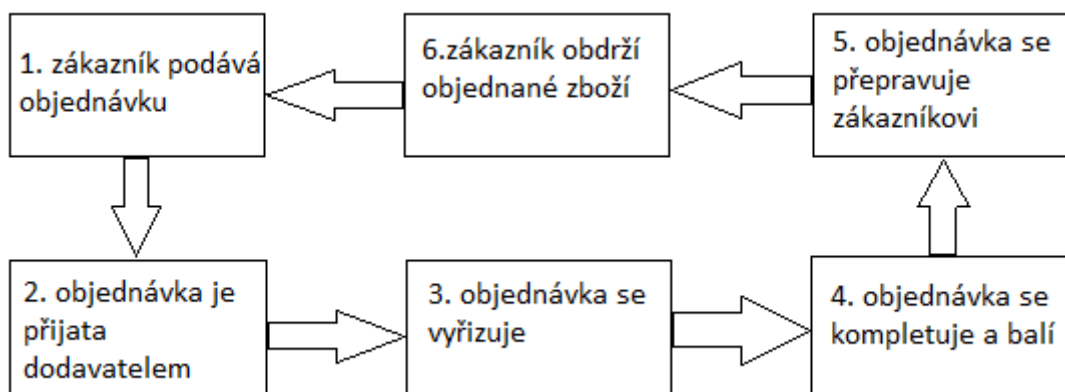 1. zákazník podává
objednávku
6.zákazník obdrží
objednané zboží
5. objednávka se
přepravuje
zákazníkovi
2. objednávka je
přijata
dodavatelem
3. objednávka se
vyřizuje
4. objednávka se
kompletuje a balí